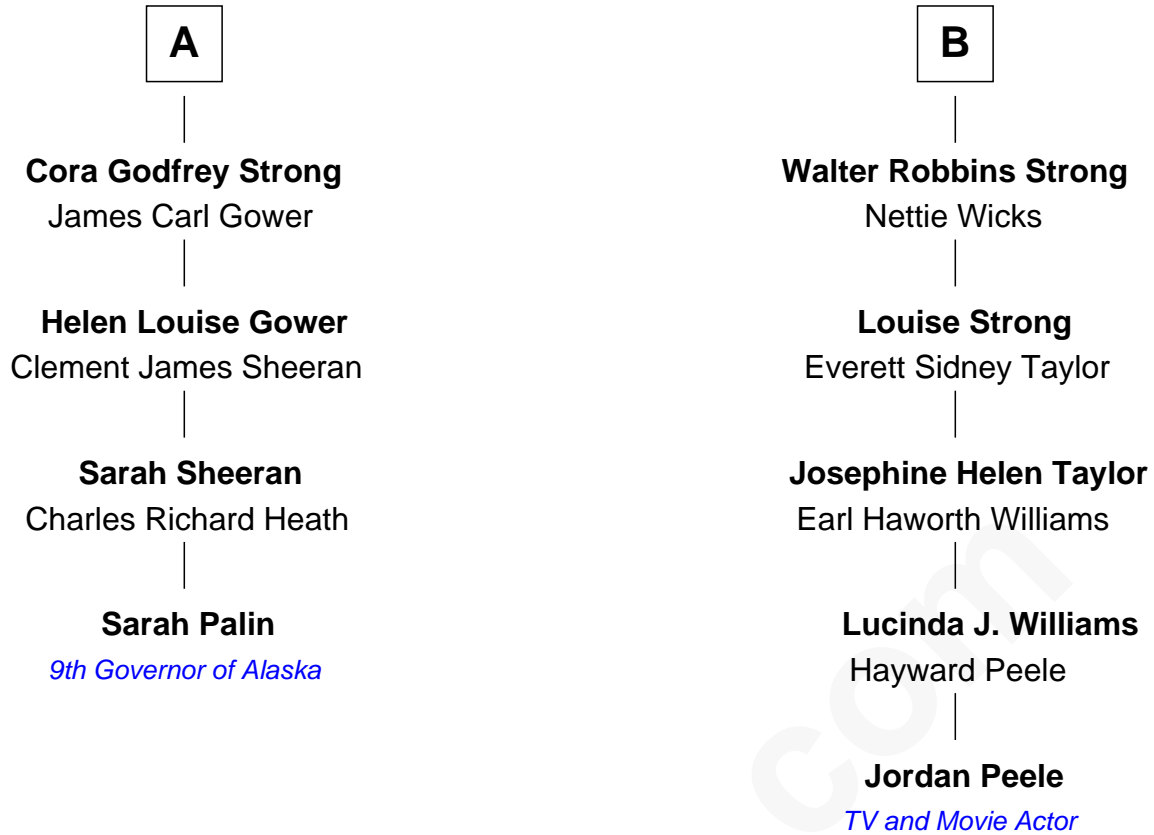 A
Cora Godfrey Strong
James Carl Gower
Helen Louise Gower
Clement James Sheeran
Sarah Sheeran
Charles Richard Heath
Sarah Palin
9th Governor of Alaska
B
Walter Robbins Strong
Nettie Wicks
Louise Strong
Everett Sidney Taylor
Josephine Helen Taylor
Earl Haworth Williams
Lucinda J. Williams
Hayward Peele
Jordan Peele
TV and Movie Actor
com